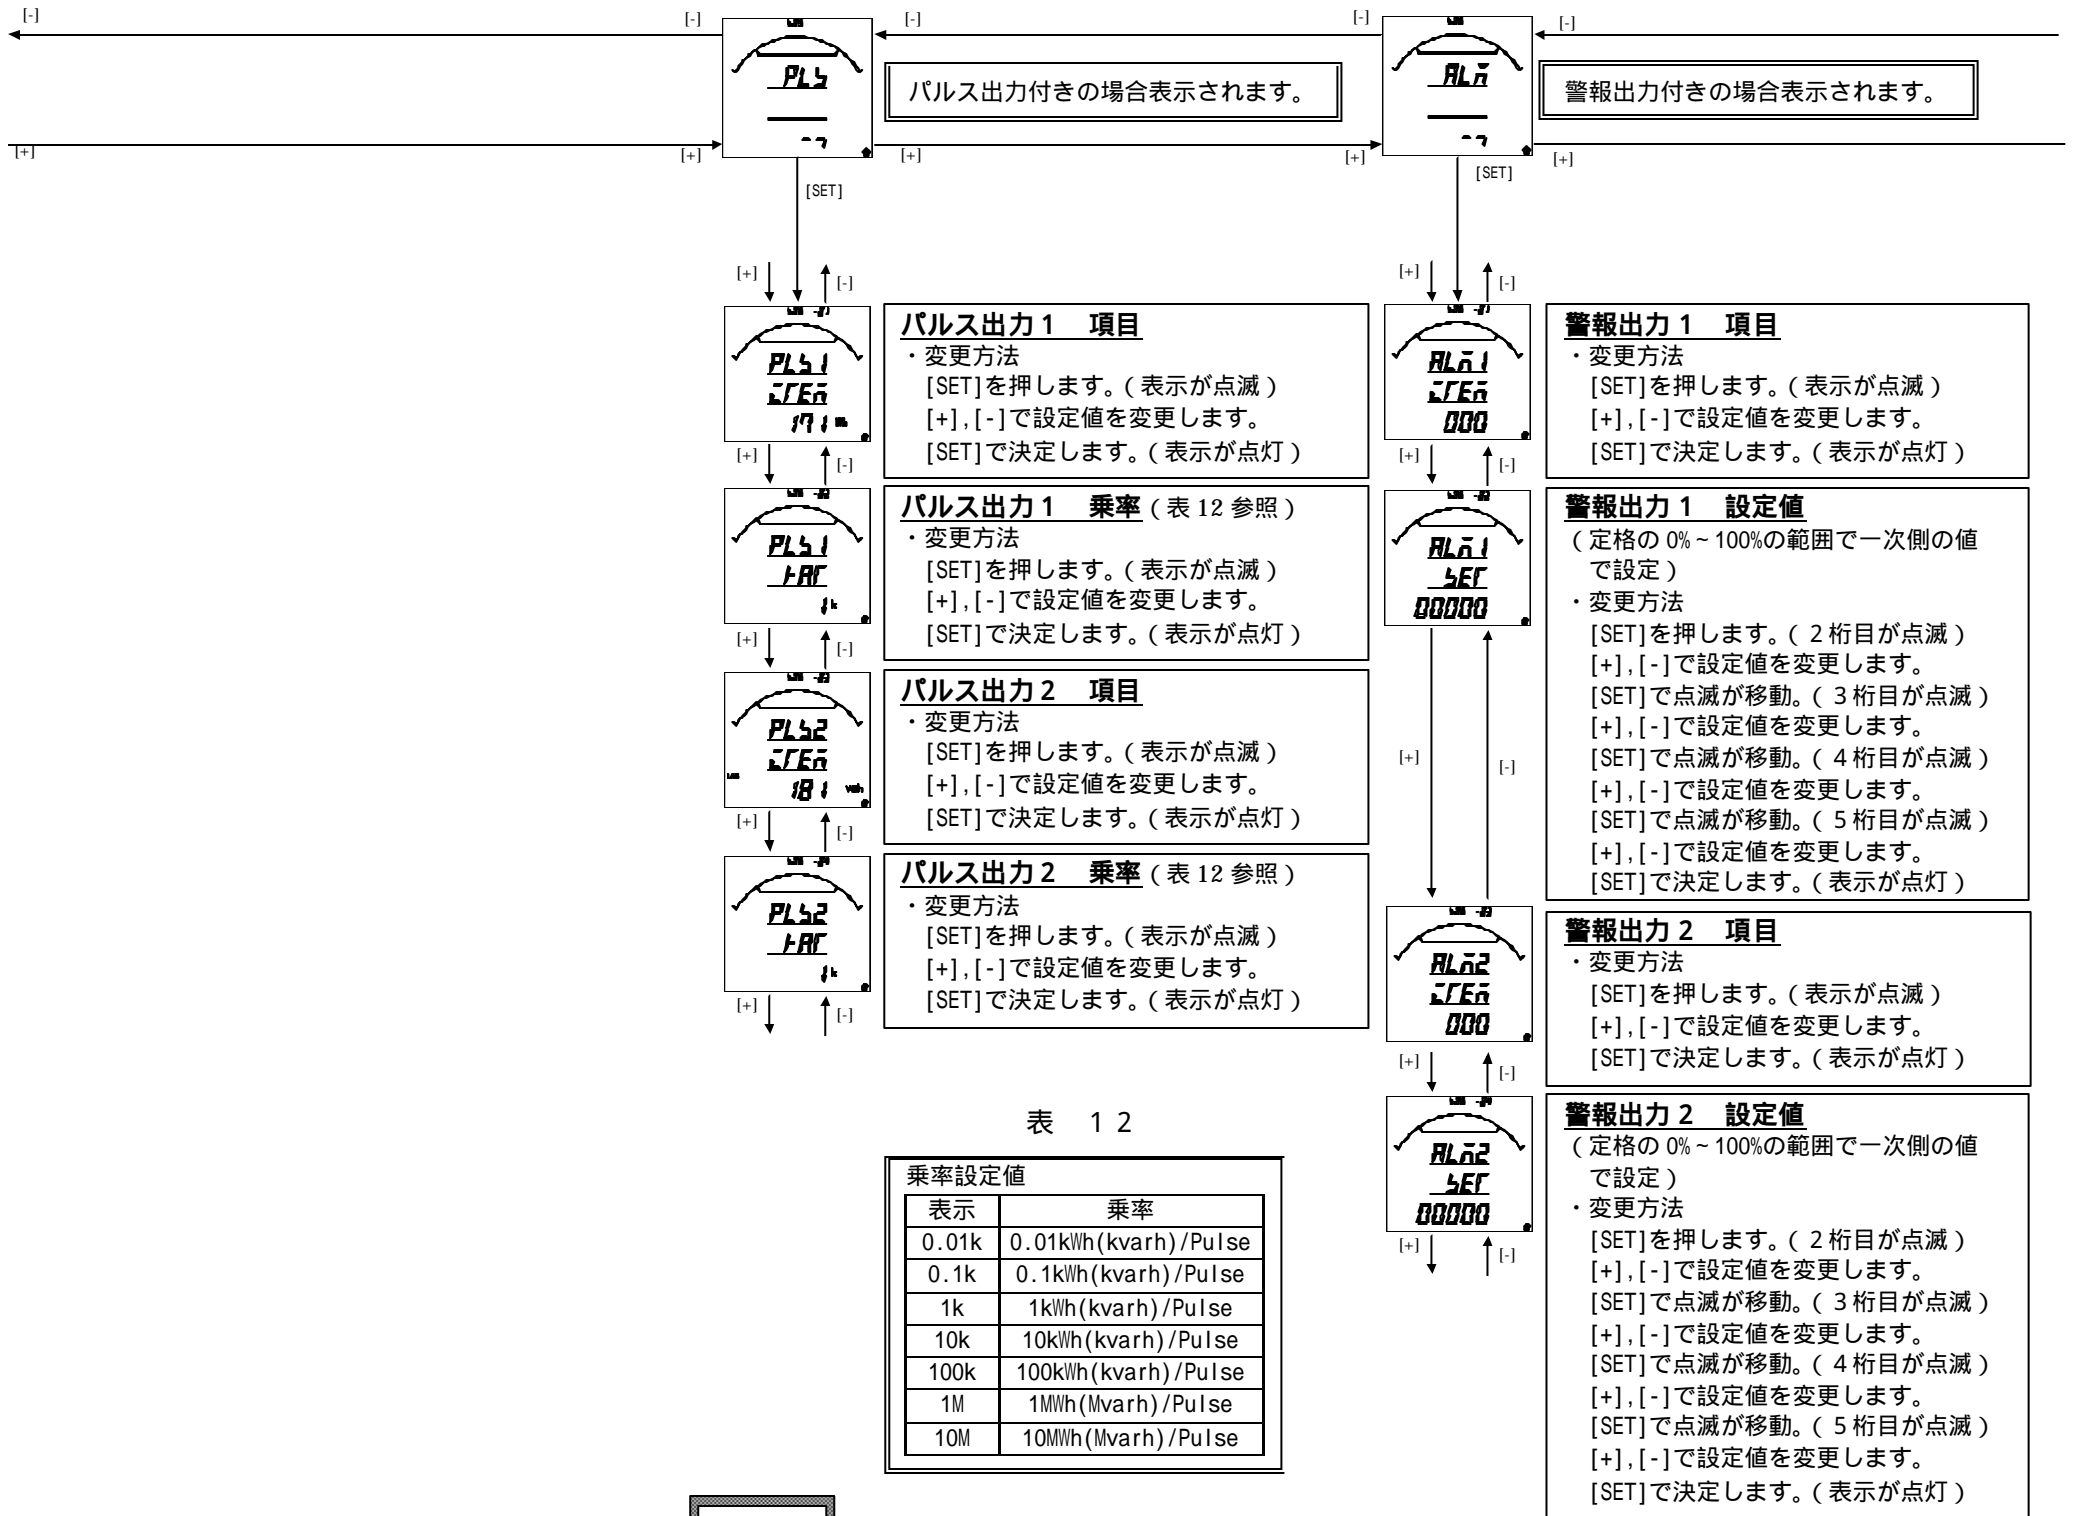 [-]
[-]
[-]
[-]
[-]
PLS
パルス出力付きの場合表示されます。
ALM
警報出力付きの場合表示されます。
[+]
[+]
[+]
[+]
[+]
[SET]
[SET]
[+]
[-]
PLS1
ITEM
171
パルス出力1　項目
・変更方法
[SET]を押します。(表示が点滅)
[+],[-]で設定値を変更します。
[SET]で決定します。(表示が点灯)
[+]
[-]
PLS1
1k
パルス出力1　乗率(表 12 参照)
・変更方法
[SET]を押します。(表示が点滅)
[+],[-]で設定値を変更します。
[SET]で決定します。(表示が点灯)
[+]
[-]
PLS2
ITEM
181 varh
パルス出力2　項目
・変更方法
[SET]を押します。(表示が点滅)
[+],[-]で設定値を変更します。
[SET]で決定します。(表示が点灯)
[+]
[-]
PLS2
1k
パルス出力2　乗率(表 12 参照)
・変更方法
[SET]を押します。(表示が点滅)
[+],[-]で設定値を変更します。
[SET]で決定します。(表示が点灯)
[+]
[-]
表　12
乗率設定値
表示 乗率
0.01k 0.01kWh(kvarh)/Pulse
0.1k 0.1kWh(kvarh)/Pulse
1k 1kWh(kvarh)/Pulse
10k 10kWh(kvarh)/Pulse
100k 100kWh(kvarh)/Pulse
1M 1MWh(Mvarh)/Pulse
10M 10MWh(Mvarh)/Pulse
[+]
[-]
ALM1
ITEM
000
警報出力1　項目
・変更方法
[SET]を押します。(表示が点滅)
[+],[-]で設定値を変更します。
[SET]で決定します。(表示が点灯)
[+]
[-]
ALM1
SET
00000
警報出力1　設定値
(定格の 0%~100%の範囲で一次側の値
で設定)
・変更方法
[SET]を押します。(2桁目が点滅)
[+],[-]で設定値を変更します。
[SET]で点滅が移動。(3桁目が点滅)
[+],[-]で設定値を変更します。
[SET]で点滅が移動。(4桁目が点滅)
[+],[-]で設定値を変更します。
[SET]で点滅が移動。(5桁目が点滅)
[+],[-]で設定値を変更します。
[SET]で決定します。(表示が点灯)
[+]
[-]
ALM2
ITEM
000
警報出力2　項目
・変更方法
[SET]を押します。(表示が点滅)
[+],[-]で設定値を変更します。
[SET]で決定します。(表示が点灯)
[+]
[-]
ALM2
SET
00000
警報出力2　設定値
(定格の 0%~100%の範囲で一次側の値
で設定)
・変更方法
[SET]を押します。(2桁目が点滅)
[+],[-]で設定値を変更します。
[SET]で点滅が移動。(3桁目が点滅)
[+],[-]で設定値を変更します。
[SET]で点滅が移動。(4桁目が点滅)
[+],[-]で設定値を変更します。
[SET]で点滅が移動。(5桁目が点滅)
[+],[-]で設定値を変更します。
[SET]で決定します。(表示が点灯)
[+]
[-]